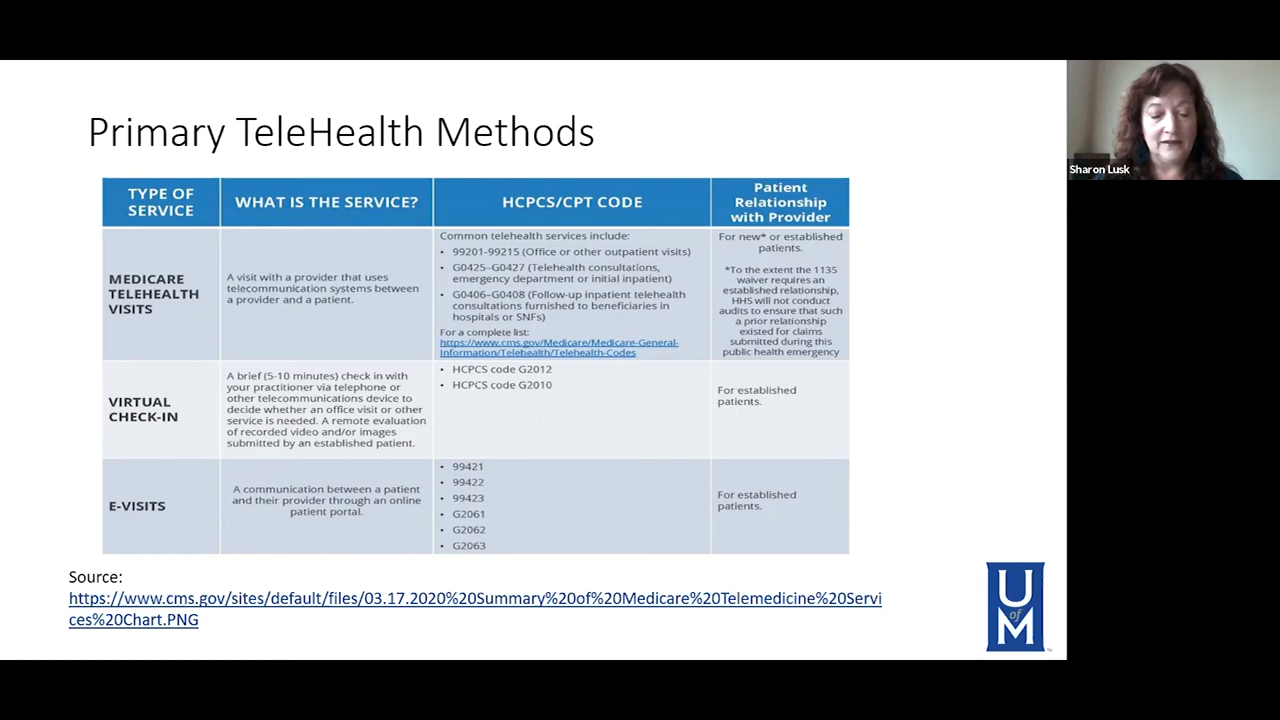 Primary TeleHealth Methods
Sharon Lusk
TYPE OF
SERVICE
WHAT IS THE SERVICE?
HCPCS/CPT CODE
Patient
Relationship
with Provider
MEDICARE
TELEHEALTH
VISITS
A visit with a provider that uses
telecommunication systems between
a provider and a patient.
Common telehealth services include:
• 99201-99215 (Office or other outpatient visits)
• G0425–G0427 (Telehealth consultations,
emergency department or initial inpatient)
• G0406–G0408 (Follow-up inpatient telehealth
consultations furnished to beneficiaries in
hospitals or SNFs)
For a complete list:
https://www.cms.gov/Medicare/Medicare-General-
Information/Telehealth/Telehealth-Codes
For new* or established
patients.
*To the extent the 1135
waiver requires an
established relationship,
HHS will not conduct
audits to ensure that such
a prior relationship
existed for claims
submitted during this
public health emergency
VIRTUAL
CHECK-IN
A brief (5-10 minutes) check in with
your practitioner via telephone or
other telecommunications device to
decide whether an office visit or other
service is needed. A remote evaluation
of recorded video and/or images
submitted by an established patient.
• HCPCS code G2012
• HCPCS code G2010
For established
patients.
E-VISITS
A communication between a patient
and their provider through an online
patient portal.
• 99421
• 99422
• 99423
• G2061
• G2062
• G2063
For established
patients.
Source:
https://www.cms.gov/sites/default/files/03.17.2020%20Summary%20of%20Medicare%20Telemedicine%20Servi
ces%20Chart.PNG
U
of
M